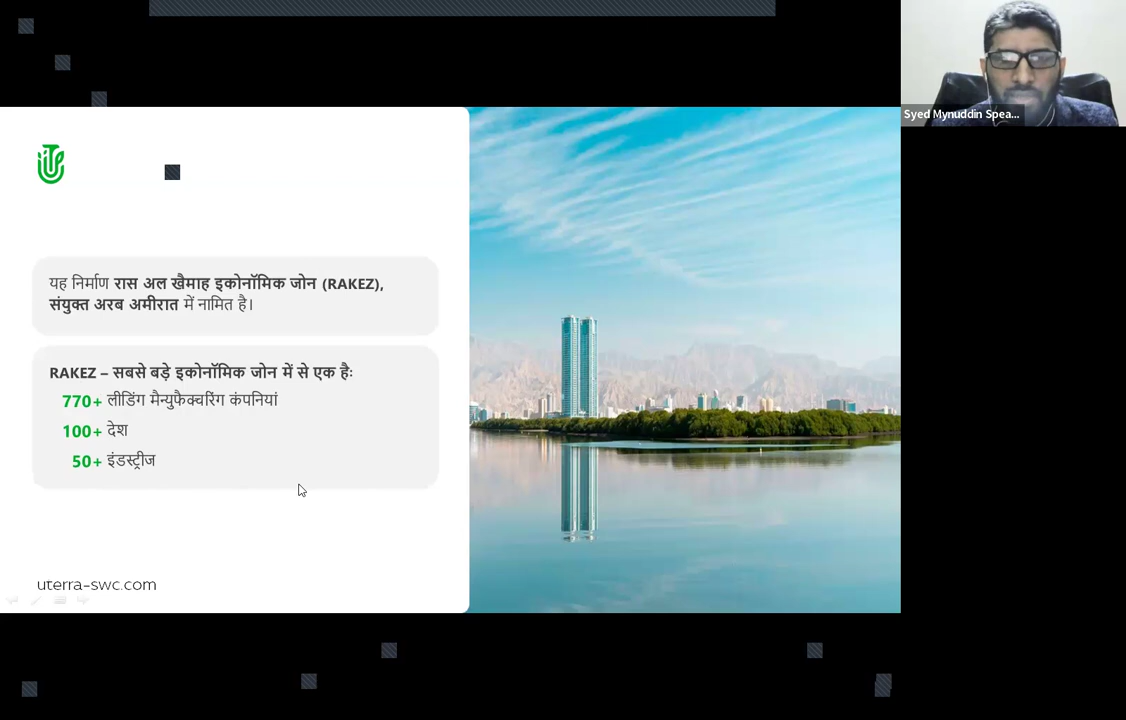 Syed Mynuddin Spea...
यह निर्माण रास अल खैमाह इकोनॉमिक जोन (RAKEZ),
संयुक्त अरब अमीरात में नामित है।
RAKEZ – सबसे बड़े इकोनॉमिक जोन में से एक है:
770+ लीडिंग मैन्युफैक्चरिंग कंपनियां
100+ देश
50+ इंडस्ट्रीज
uterra-swc.com